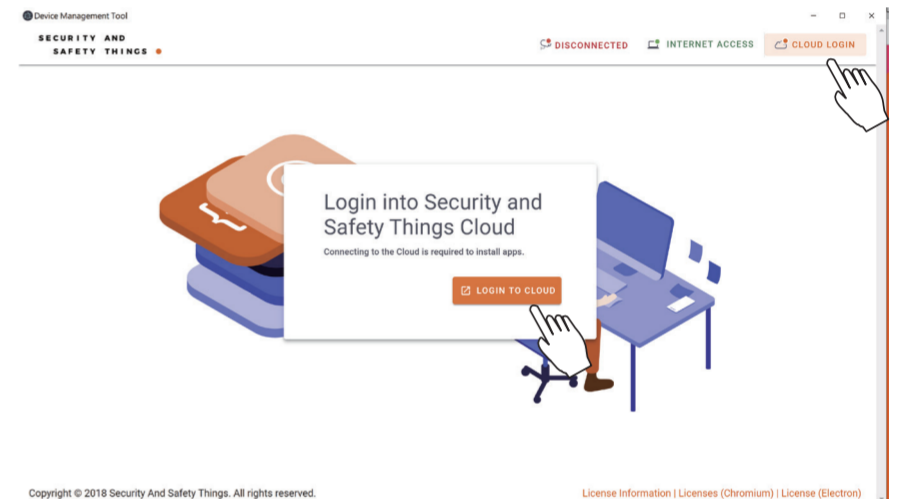 Device Management Tool
SECURITY AND
SAFETY THINGS
DISCONNECTED
INTERNET ACCESS
CLOUD LOGIN
Login into Security and
Safety Things Cloud
Connecting to the Cloud is required to install apps.
LOGIN TO CLOUD
Copyright © 2018 Security And Safety Things. All rights reserved.
License Information | Licenses (Chromium) | License (Electron)